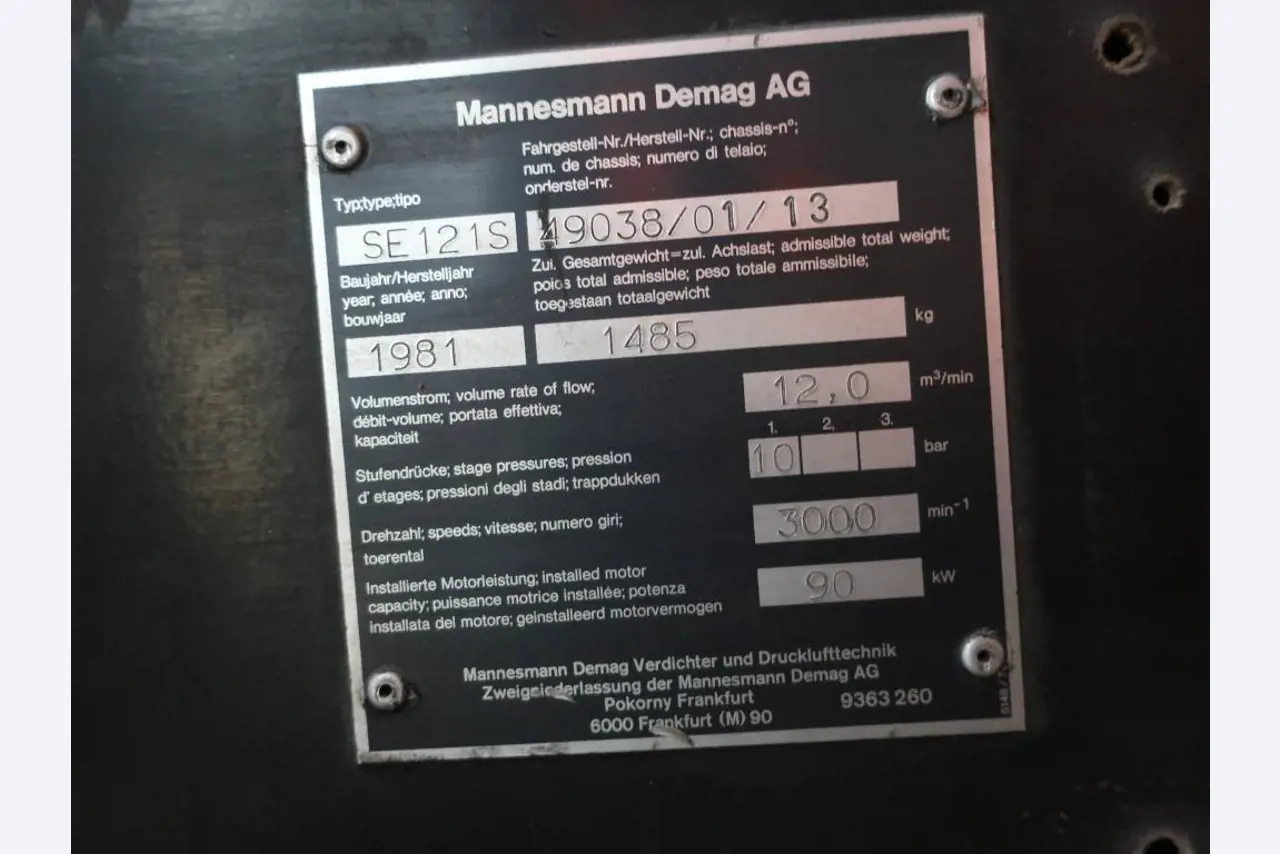 Mannesmann Demag AG
Fahrgestell-Nr./Herstell-Nr.; chassis-n°;
num. de chassis; numero di telaio;
onderstel-nr.
Typ;type;tipo
SE121S
49038/01/13
Baujahr/Herstelljahr
year; année; anno;
bouwjaar
Zul. Gesamtgewicht=zul. Achslast; admissible total weight;
poids total admissible; peso totale ammissibile;
toegestaan totaalgewicht
1981
1485 kg
Volumenstrom; volume rate of flow;
débit-volume; portata effettiva;
kapaciteit
12,0 m³/min
1. 2. 3.
Stufendrücke; stage pressures; pression
d'etages; pressioni degli stadi; trappdukken
10 bar
Drehzahl; speeds; vitesse; numero giri;
toerental
3000 min⁻¹
Installierte Motorleistung; installed motor
capacity; puissance motrice installée; potenza
installata del motore; geinstalleerd motorvermogen
90 kW
Mannesmann Demag Verdichter und Drucklufttechnik
Zweigniederlassung der Mannesmann Demag AG
Pokorny Frankfurt
6000 Frankfurt (M) 90
9363 260